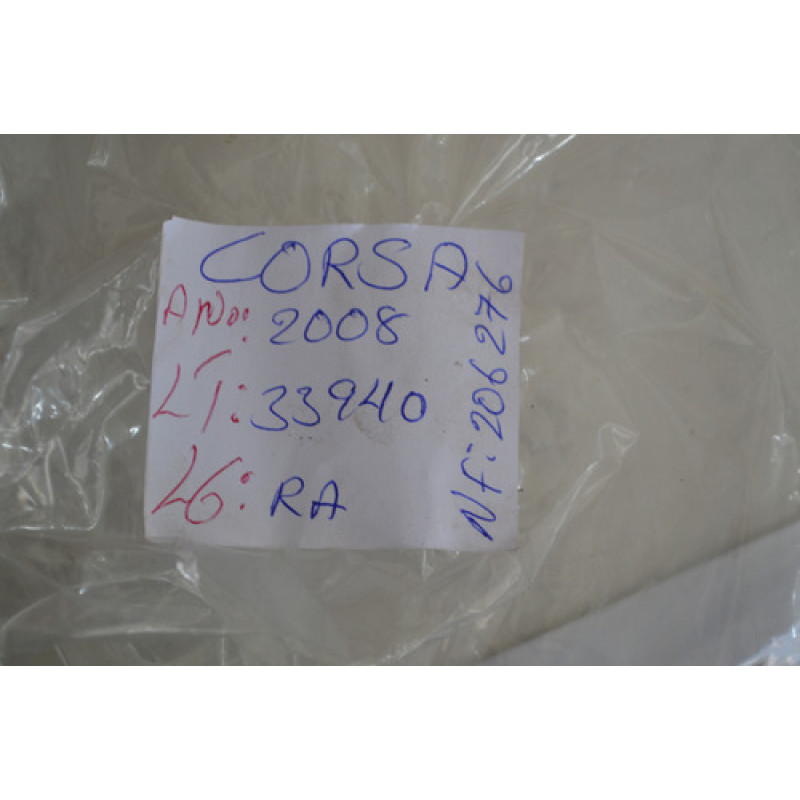 CORSA
ANO: 2008
LT: 33940
LG: RA
Nf: 206276